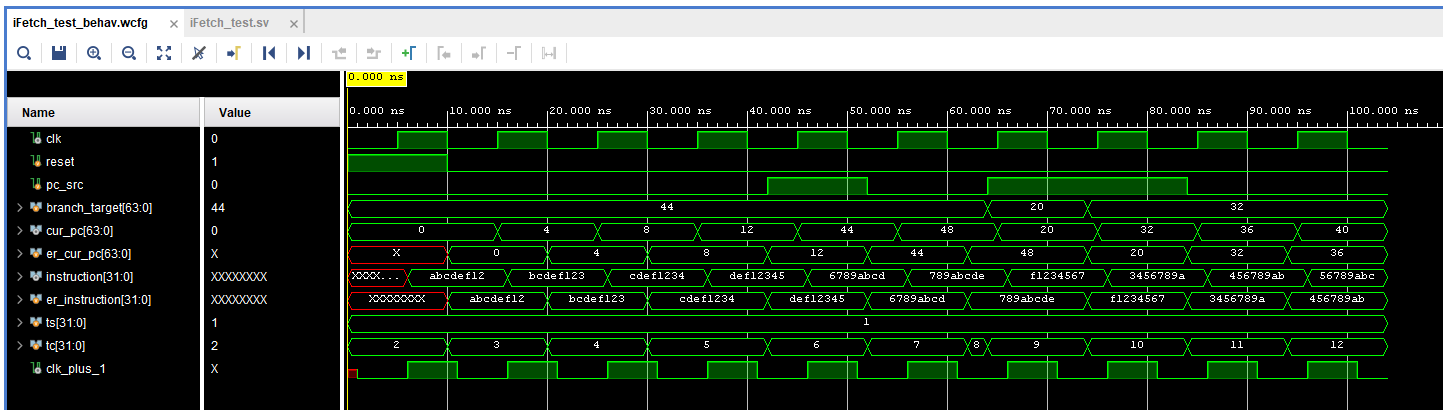 iFetch_test_behav.wcfg × iFetch_test.sv ×
0.000 ns
Name Value 0.000 ns 10.000 ns 20.000 ns 30.000 ns 40.000 ns 50.000 ns 60.000 ns 70.000 ns 80.000 ns 90.000 ns 100.000 ns
clk 0
reset 1
pc_src 0
branch_target[63:0] 44 44 20 32
cur_pc[63:0] 0 0 4 8 12 44 48 20 32 36 40
er_cur_pc[63:0] X X 0 4 8 12 44 48 20 32 36
instruction[31:0] XXXXXXXX XXXX... abcdef12 bcdef123 cdef1234 def12345 6789abcd 789abcde f1234567 3456789a 456789ab 56789abc
er_instruction[31:0] XXXXXXXX XXXXXXXX abcdef12 bcdef123 cdef1234 def12345 6789abcd 789abcde f1234567 3456789a 456789ab
ts[31:0] 1 1
tc[31:0] 2 2 3 4 5 6 7 8 9 10 11 12
clk_plus_1 X